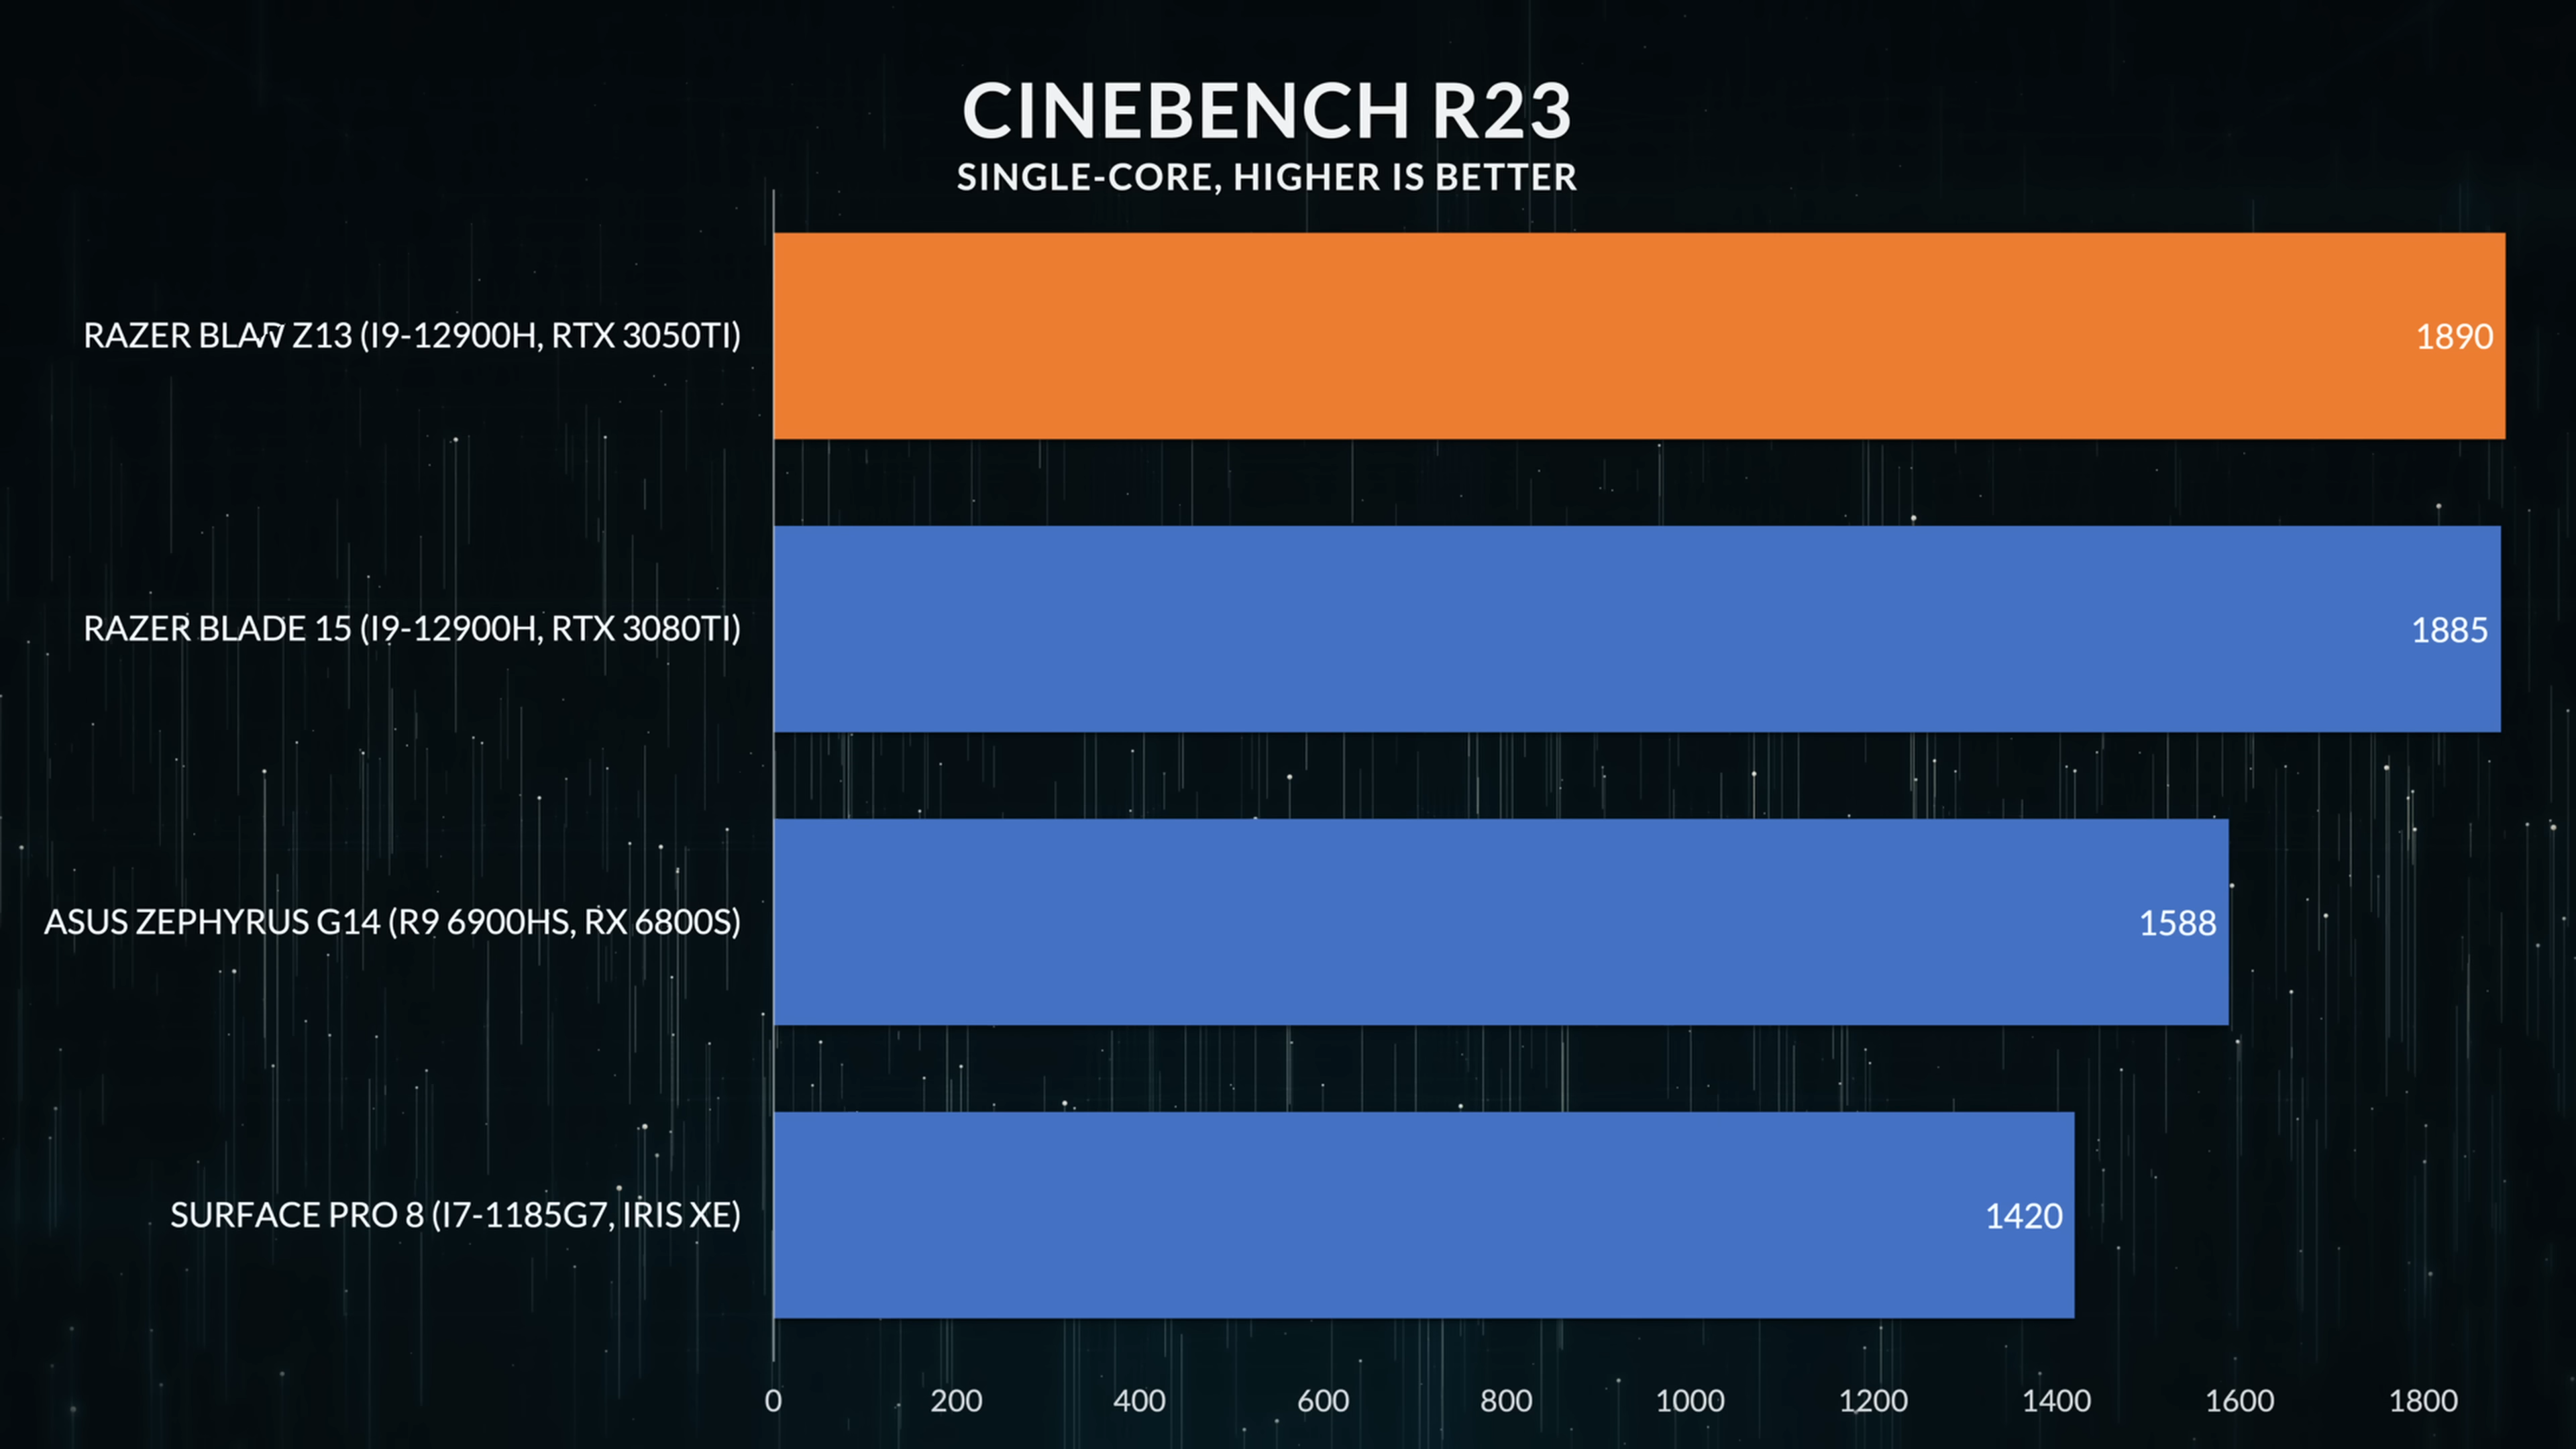 CINEBENCH R23
SINGLE-CORE, HIGHER IS BETTER
RAZER Z13 (I9-12900H, RTX 3050TI)
1890
RAZER BLADE 15 (I9-12900H, RTX 3080TI)
1885
ASUS ZEPHYRUS G14 (R9 6900HS, RX 6800S)
1588
SURFACE PRO 8 (I7-1185G7, IRIS XE)
1420
0 200 400 600 800 1000 1200 1400 1600 1800